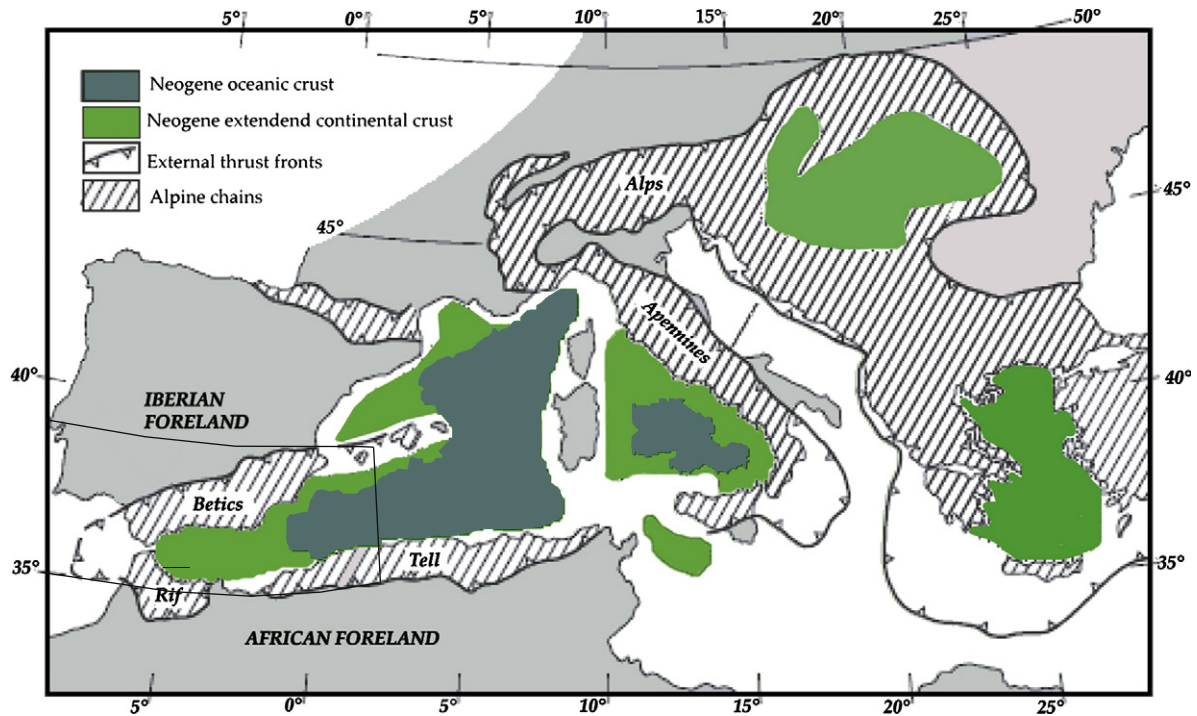 5° 0° 5° 10° 15° 20° 25° 50°
Neogene oceanic crust
Neogene extendend continental crust
External thrust fronts
Alpine chains
Alps
45°
45°
Apennines
40°
40°
IBERIAN
FORELAND
Betics
Tell
35°
35°
Rif
AFRICAN FORELAND
5° 0° 5° 10° 15° 20° 25°